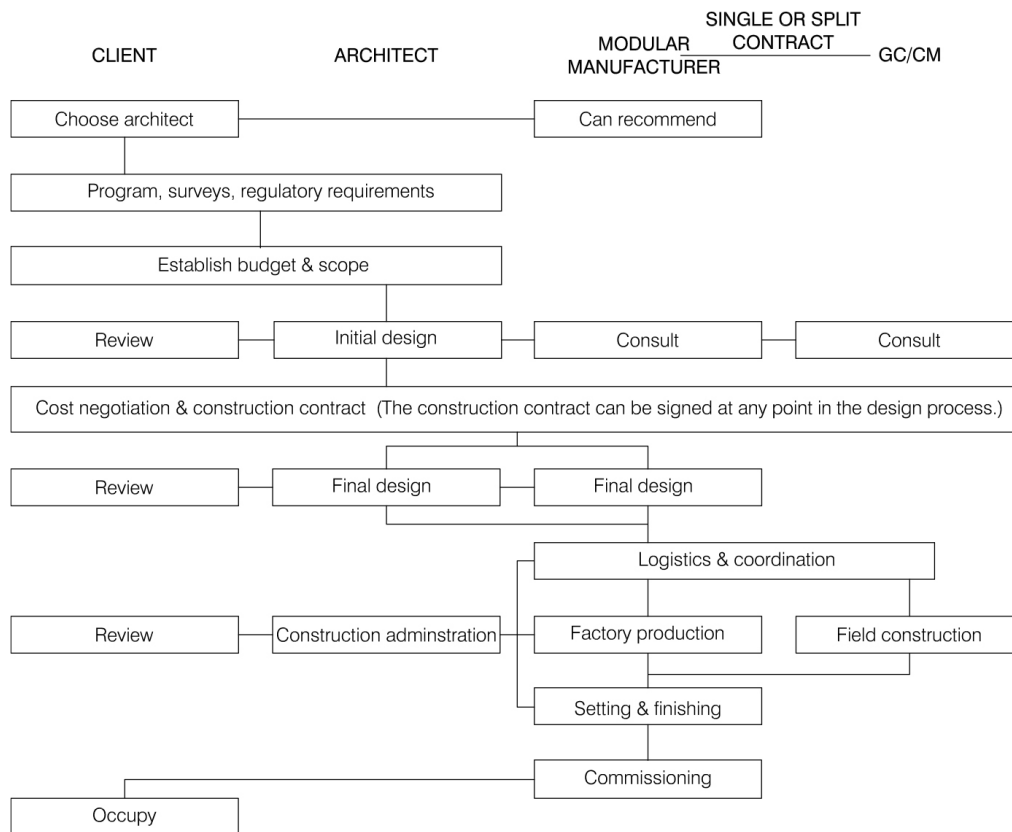 SINGLE OR SPLIT
CONTRACT
CLIENT
ARCHITECT
MODULAR
MANUFACTURER
GC/CM
Choose architect
Can recommend
Program, surveys, regulatory requirements
Establish budget & scope
Review
Initial design
Consult
Consult
Cost negotiation & construction contract (The construction contract can be signed at any point in the design process.)
Review
Final design
Final design
Logistics & coordination
Review
Construction adminstration
Factory production
Field construction
Setting & finishing
Commissioning
Occupy